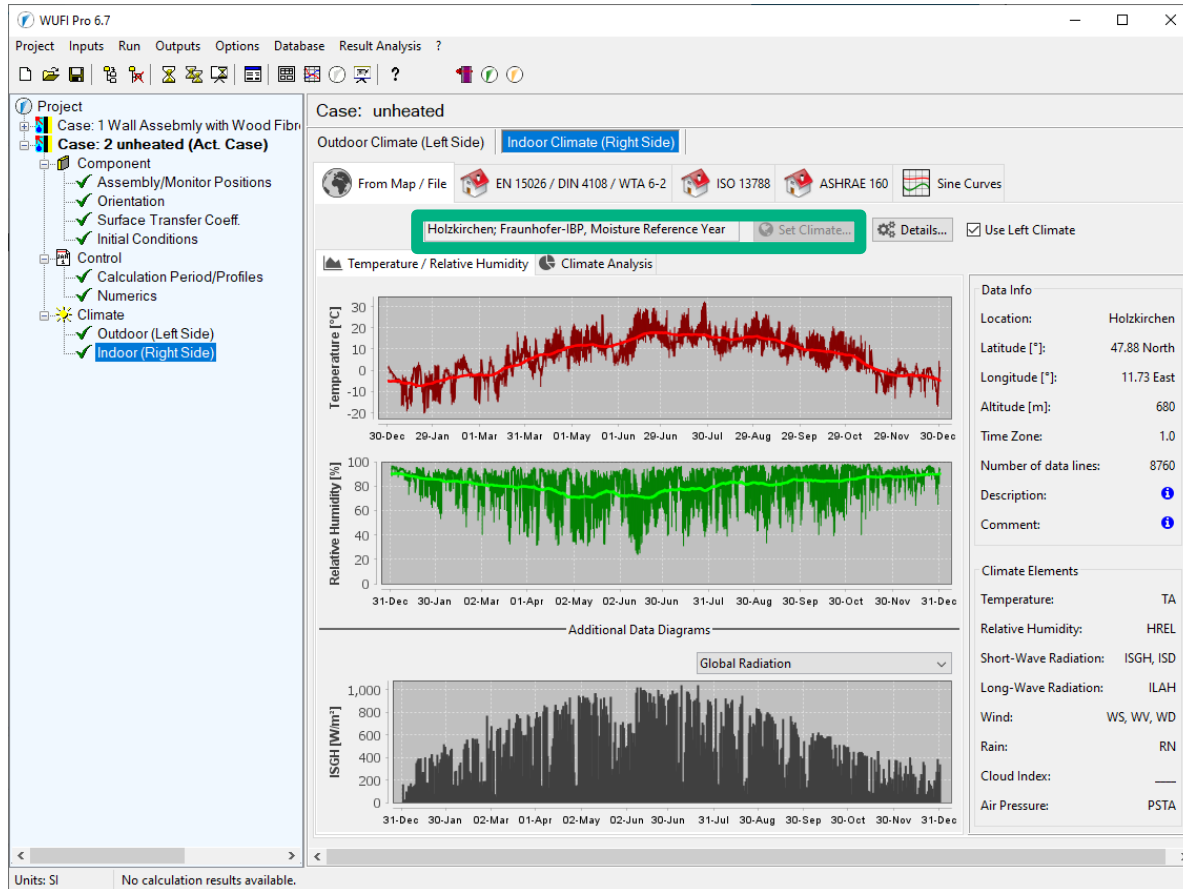 WUFI Pro 6.7
Project Inputs Run Outputs Options Database Result Analysis ?
?
Project
Case: 1 Wall Assebmly with Wood Fibr
Case: 2 unheated (Act. Case)
Component
Assembly/Monitor Positions
Orientation
Surface Transfer Coeff.
Initial Conditions
Control
Calculation Period/Profiles
Numerics
Climate
Outdoor (Left Side)
Indoor (Right Side)
Case: unheated
Outdoor Climate (Left Side) Indoor Climate (Right Side)
From Map / File EN 15026 / DIN 4108 / WTA 6-2 ISO 13788 ASHRAE 160 Sine Curves
Holzkirchen; Fraunhofer-IBP, Moisture Reference Year Set Climate... Details... Use Left Climate
Temperature / Relative Humidity Climate Analysis
Temperature [°C]
30
20
10
0
-10
-20
30-Dec 29-Jan 01-Mar 31-Mar 01-May 01-Jun 29-Jun 30-Jul 29-Aug 29-Sep 29-Oct 29-Nov 30-Dec
Relative Humidity [%]
100
80
60
40
20
0
31-Dec 30-Jan 02-Mar 01-Apr 02-May 02-Jun 30-Jun 31-Jul 30-Aug 30-Sep 30-Oct 30-Nov 31-Dec
Additional Data Diagrams
Global Radiation
ISGH [W/m²]
1,000
800
600
400
200
0
31-Dec 30-Jan 02-Mar 01-Apr 02-May 02-Jun 30-Jun 31-Jul 30-Aug 30-Sep 30-Oct 30-Nov 31-Dec
Data Info
Location: Holzkirchen
Latitude [°]: 47.88 North
Longitude [°]: 11.73 East
Altitude [m]: 680
Time Zone: 1.0
Number of data lines: 8760
Description:
Comment:
Climate Elements
Temperature: TA
Relative Humidity: HREL
Short-Wave Radiation: ISGH, ISD
Long-Wave Radiation: ILAH
Wind: WS, WV, WD
Rain: RN
Cloud Index: ___
Air Pressure: PSTA
Units: SI No calculation results available.